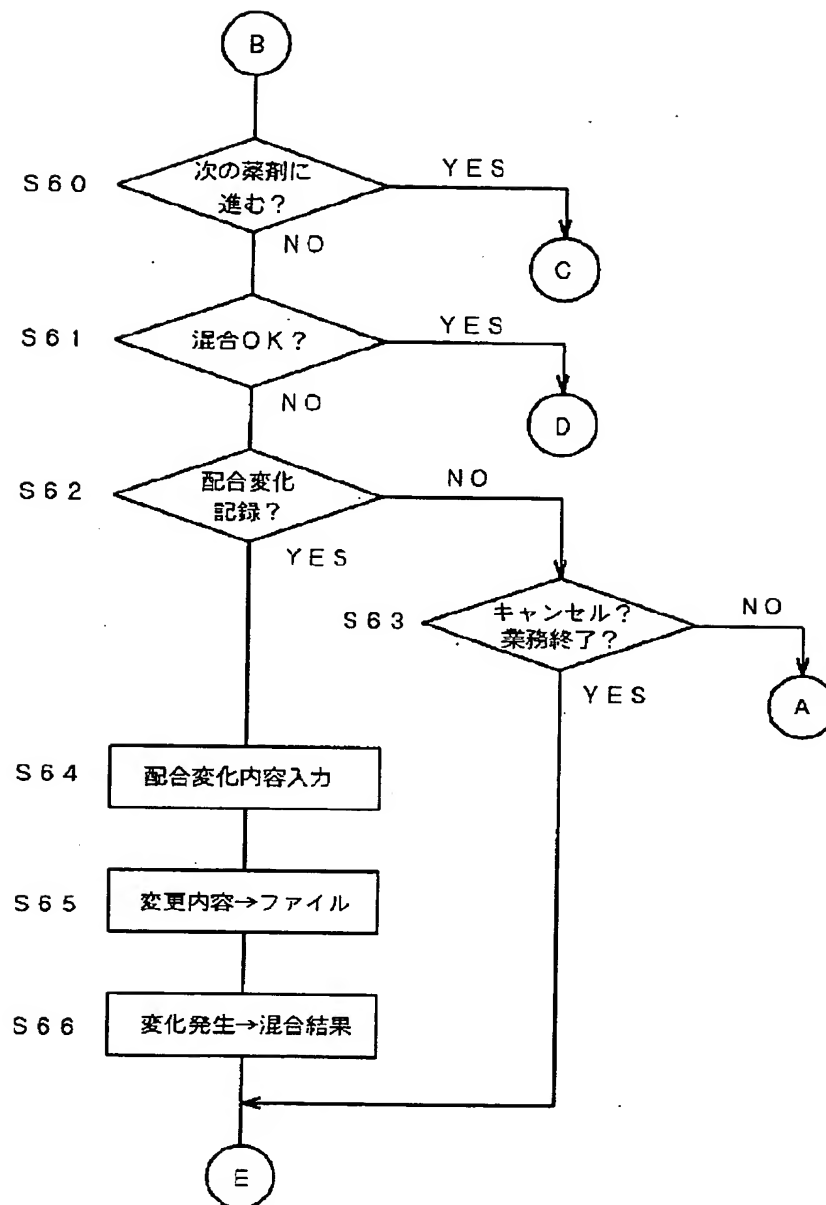 B
次の薬剤に
進む?
S60
YES
NO
C
混合OK?
S61
YES
NO
D
配合変化
記録?
S62
NO
YES
キャンセル?
業務終了?
S63
NO
YES
A
S64
配合変化内容入力
S65
変更内容→ファイル
S66
変化発生→混合結果
E